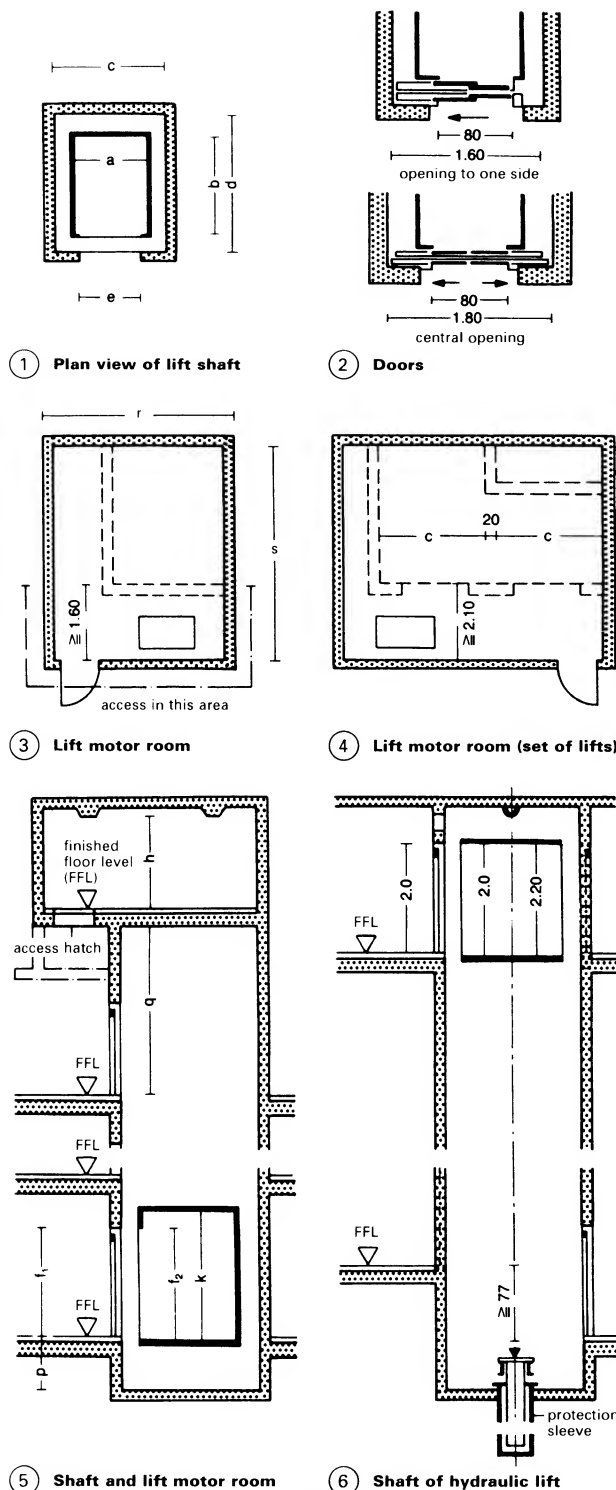 c
a
b
d
e
① Plan view of lift shaft
80
1.60
opening to one side
80
1.80
central opening
② Doors
r
s
≥ 1.60
access in this area
③ Lift motor room
20
c
c
≥ 2.10
④ Lift motor room (set of lifts)
finished
floor level
(FFL)
h
access hatch
q
FFL
FFL
f₁
f₂
k
FFL
p
⑤ Shaft and lift motor room
2.0
2.0
2.20
FFL
FFL
≥ 77
protection
sleeve
⑥ Shaft of hydraulic lift